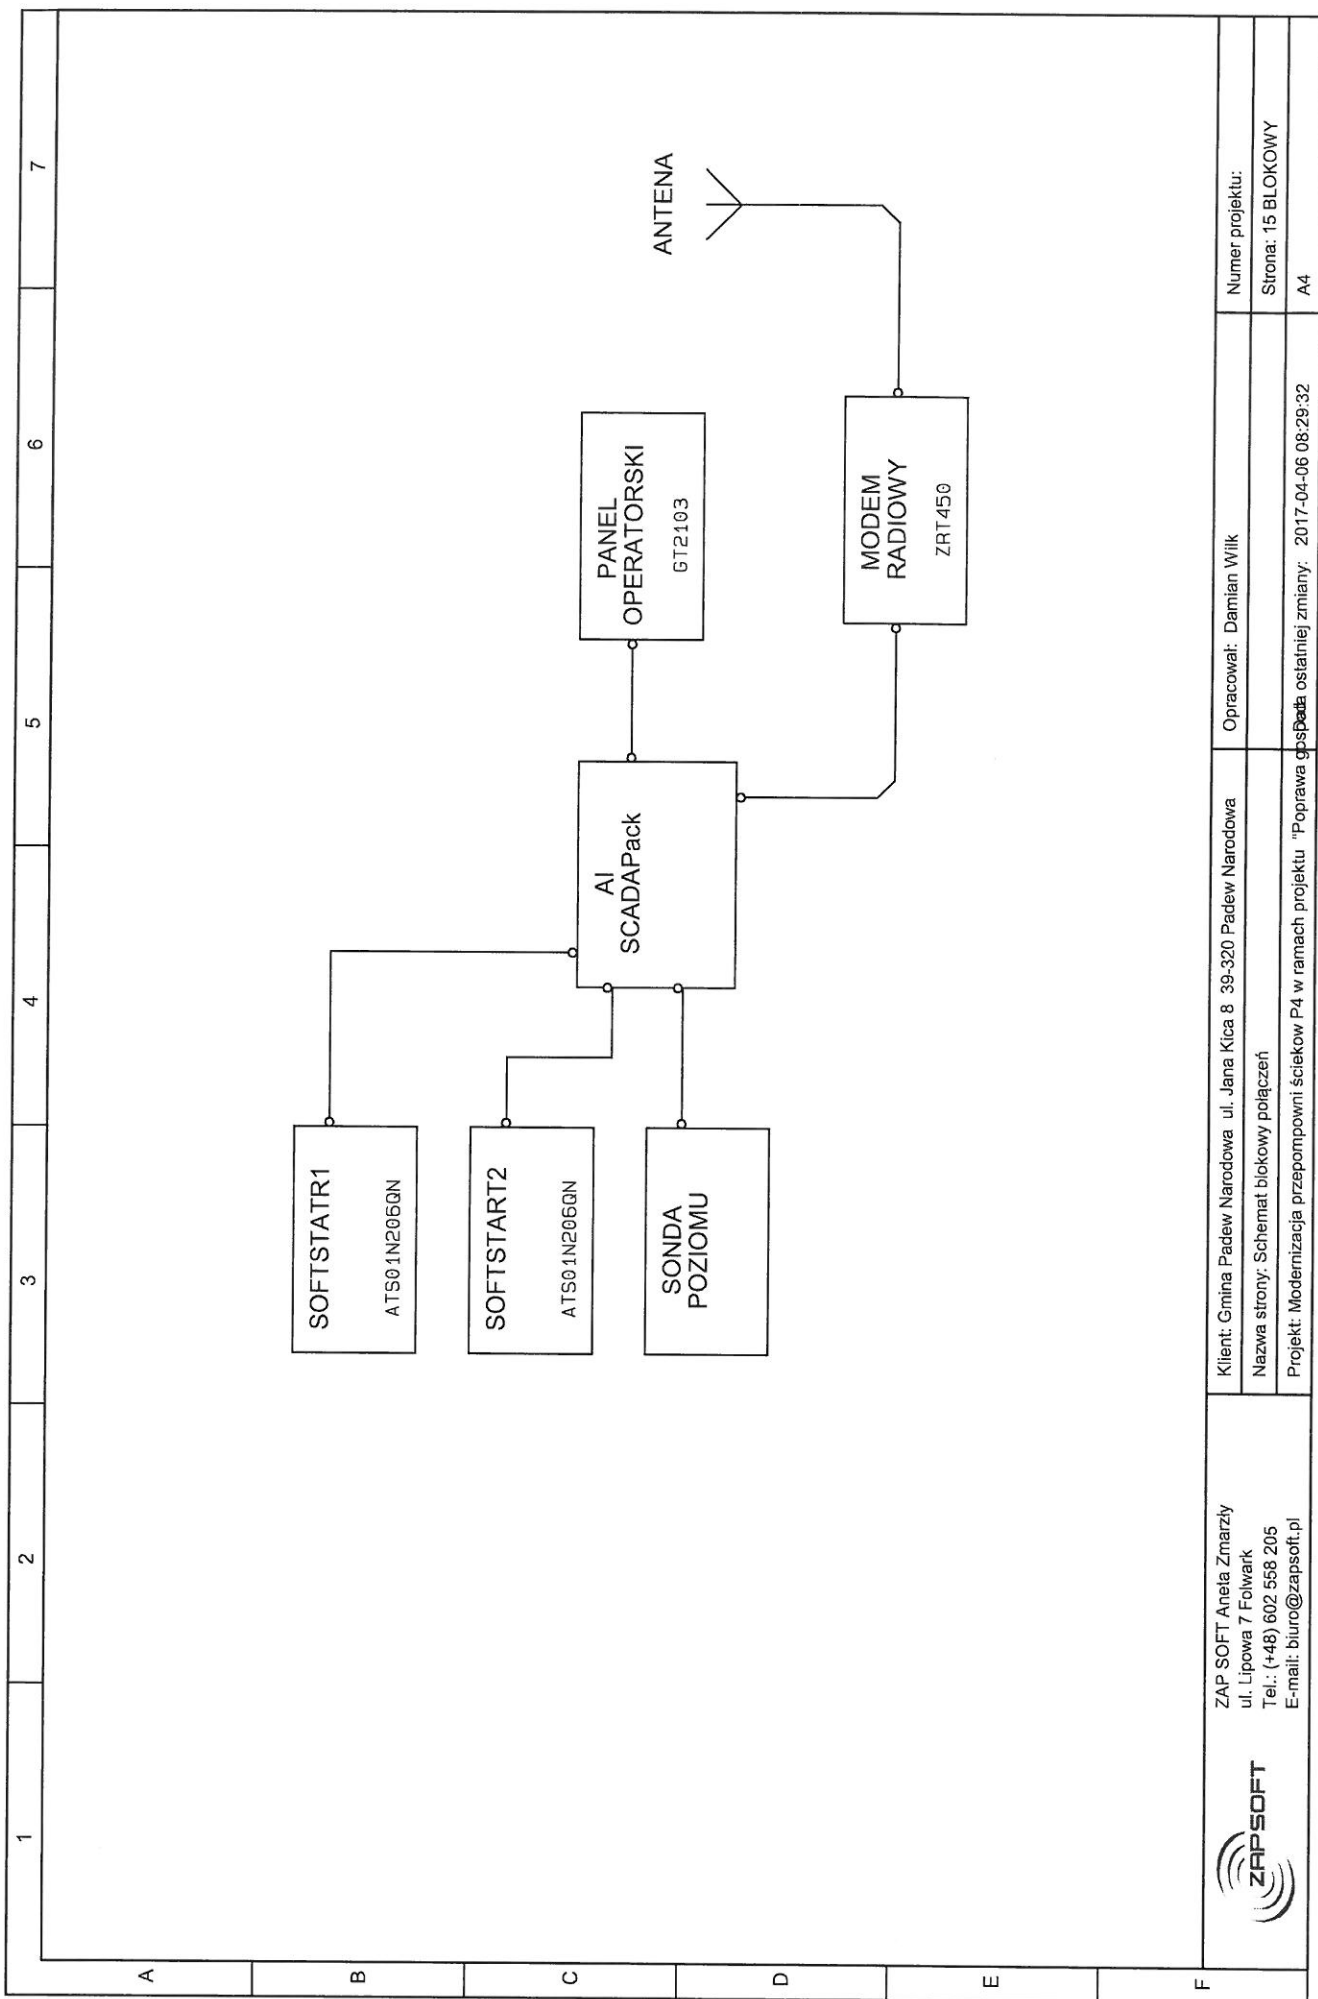 1 2 3 4 5 6 7
A
B
C
D
E
F
SOFTSTATR1
ATS01N206QN
SOFTSTART2
ATS01N206QN
SONDA
POZIOMU
AI
SCADAPack
PANEL
OPERATORSKI
GT2103
MODEM
RADIOWY
ZRT450
ANTENA
ZAPSOFT
ZAP SOFT Aneta Zmarzły
ul. Lipowa 7 Folwark
Tel.: (+48) 602 558 205
E-mail: biuro@zapsoft.pl
Klient: Gmina Padew Narodowa ul. Jana Kica 8 39-320 Padew Narodowa
Opracował: Damian Wilk
Numer projektu:
Nazwa strony: Schemat blokowy połączeń
Strona: 15 BLOKOWY
Projekt: Modernizacja przepompowni ściekow P4 w ramach projektu "Poprawa
ostatniej zmiany: 2017-04-06 08:29:32
A4